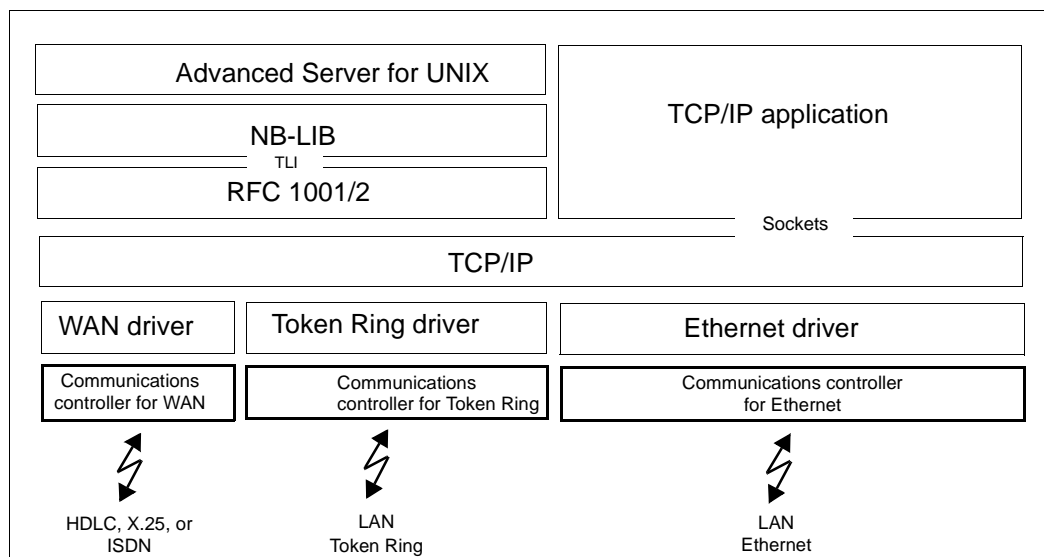 Advanced Server for UNIX
TCP/IP application
NB-LIB
TLI
RFC 1001/2
Sockets
TCP/IP
WAN driver
Token Ring driver
Ethernet driver
Communications
controller for WAN
Communications
controller for Token Ring
Communications controller
for Ethernet
HDLC, X.25, or
ISDN
LAN
Token Ring
LAN
Ethernet